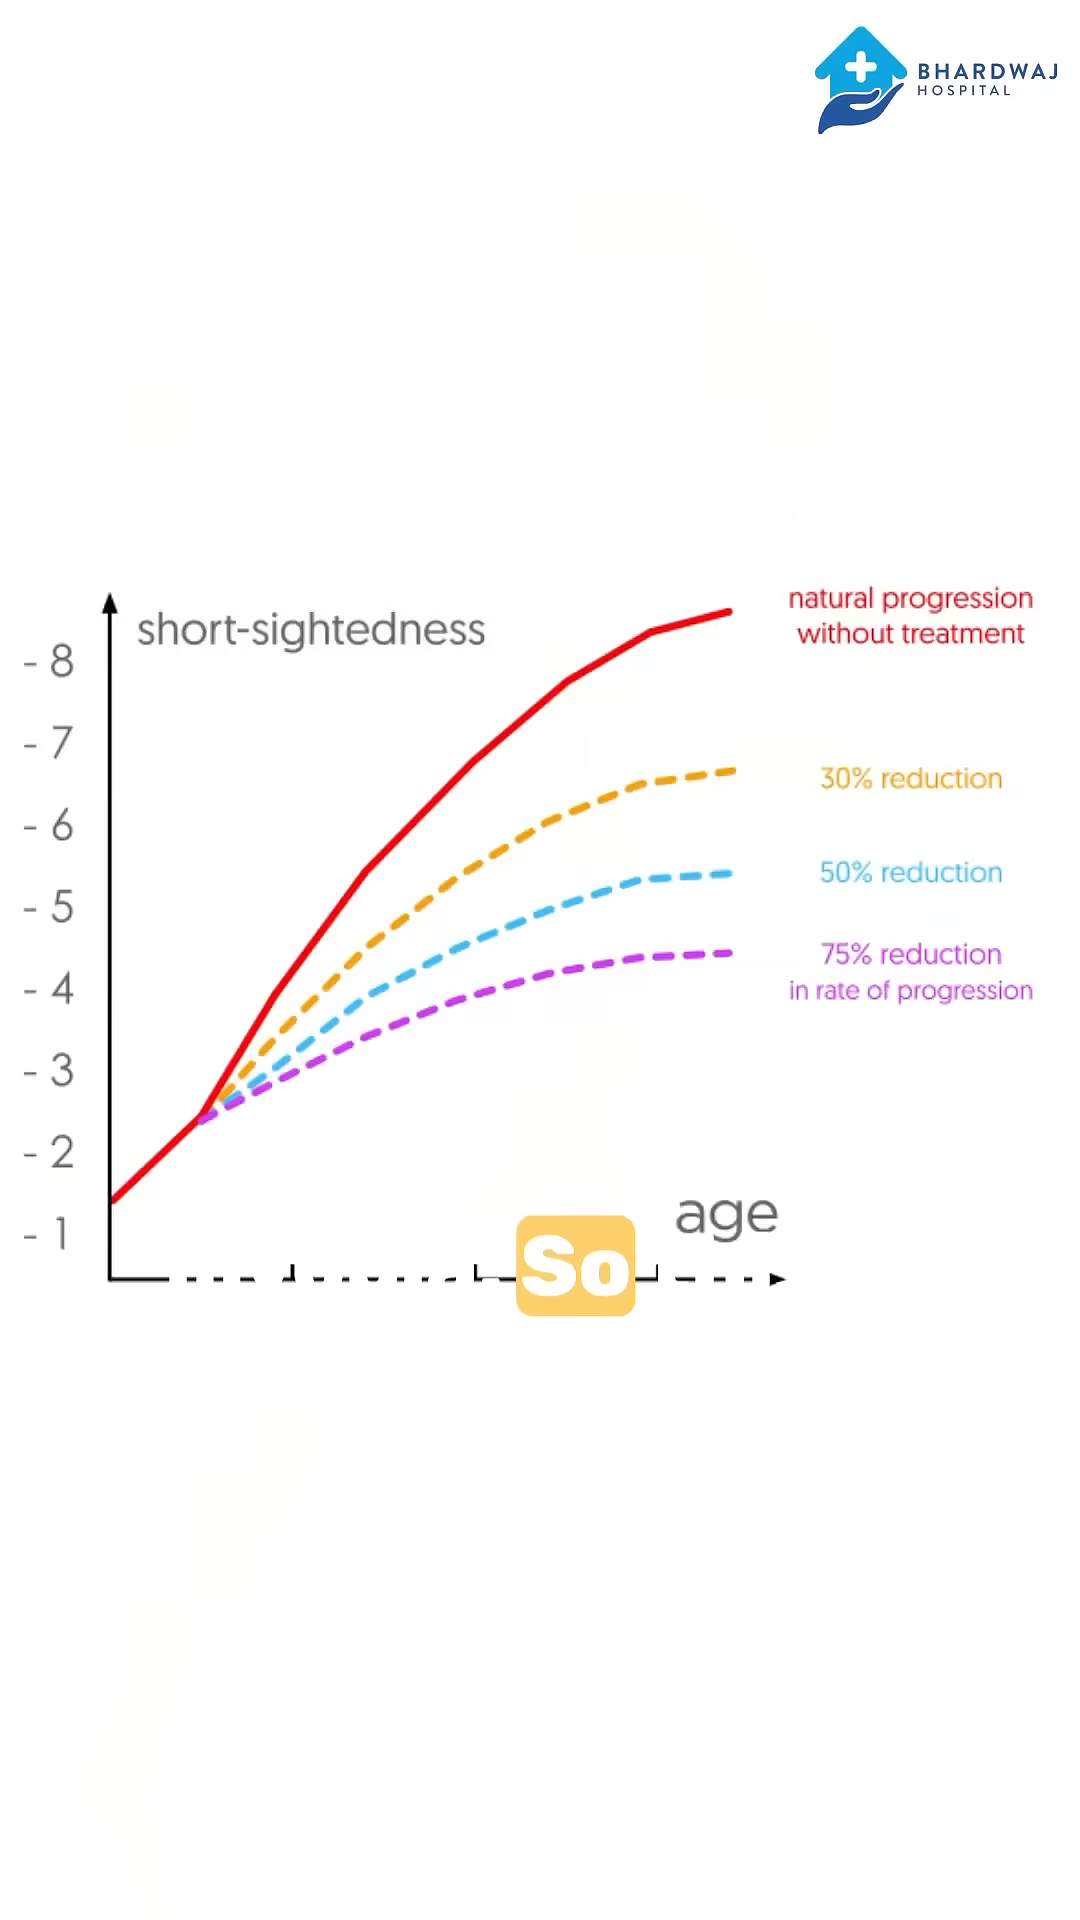 BHARDWAJ
HOSPITAL
short-sightedness
natural progression
without treatment
- 8
- 7
30% reduction
- 6
50% reduction
- 5
75% reduction
in rate of progression
- 4
- 3
- 2
- 1
age
So